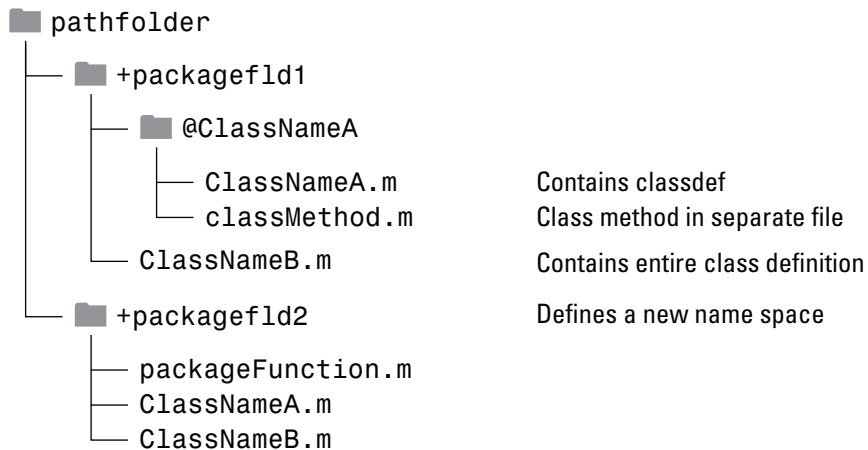 pathfolder
+packagefld1
@ClassNameA
ClassNameA.m Contains classdef
classMethod.m Class method in separate file
ClassNameB.m Contains entire class definition
+packagefld2 Defines a new name space
packageFunction.m
ClassNameA.m
ClassNameB.m